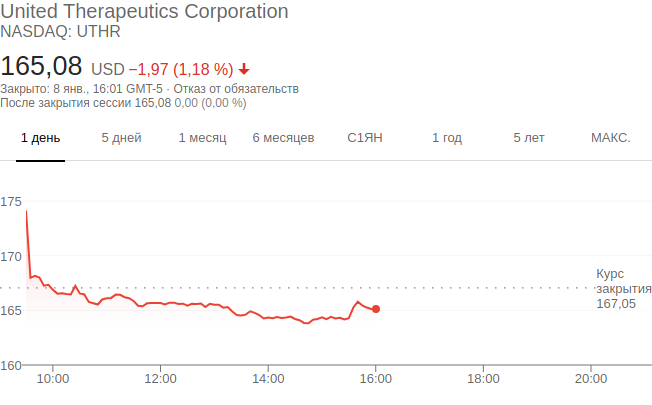 United Therapeutics Corporation
NASDAQ: UTHR
165,08 USD −1,97 (1,18 %)
Закрыто: 8 янв., 16:01 GMT-5 · Отказ от обязательств
После закрытия сессии 165,08 0,00 (0,00 %)
1 день 5 дней 1 месяц 6 месяцев С1ЯН 1 год 5 лет МАКС.
175
170
Курс
закрытия
167,05
165
160
10:00 12:00 14:00 16:00 18:00 20:00